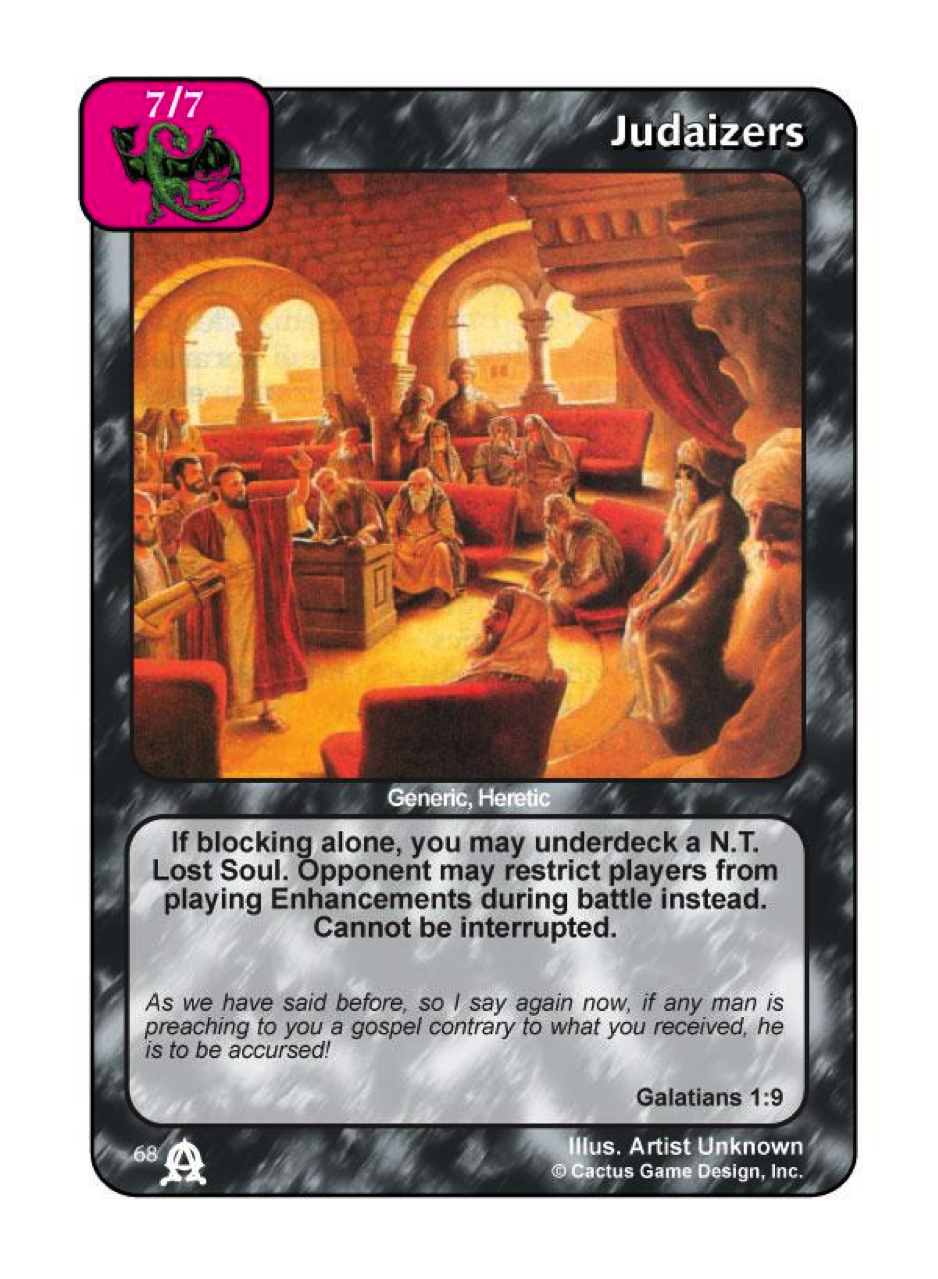 7/7
Judaizers
Generic, Heretic
If blocking alone, you may underdeck a N.T.
Lost Soul. Opponent may restrict players from
playing Enhancements during battle instead.
Cannot be interrupted.
As we have said before, so I say again now, if any man is
preaching to you a gospel contrary to what you received, he
is to be accursed!
Galatians 1:9
68
Illus. Artist Unknown
© Cactus Game Design, Inc.